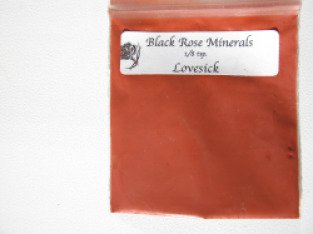 Black Rose Minerals
1/8 tsp.
Lovesick